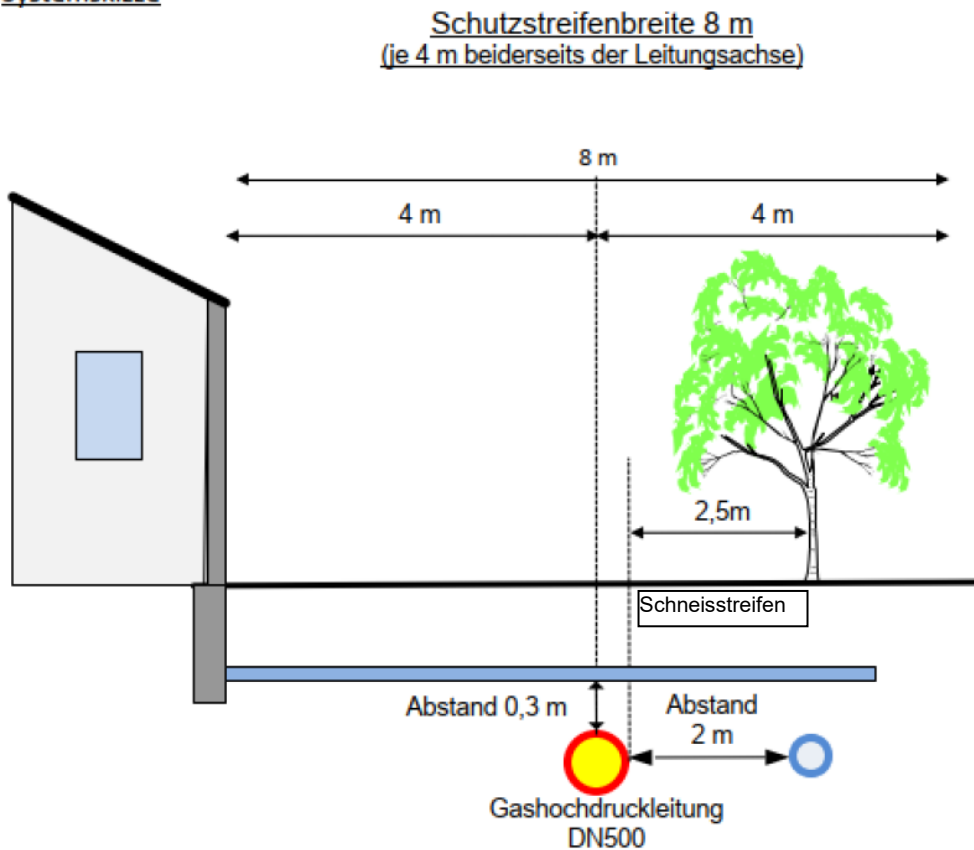 Schutzstreifenbreite 8 m
(je 4 m beiderseits der Leitungsachse)
8 m
4 m
4 m
2,5m
Schneisstreifen
Abstand 0,3 m
Abstand
2 m
Gashochdruckleitung
DN500